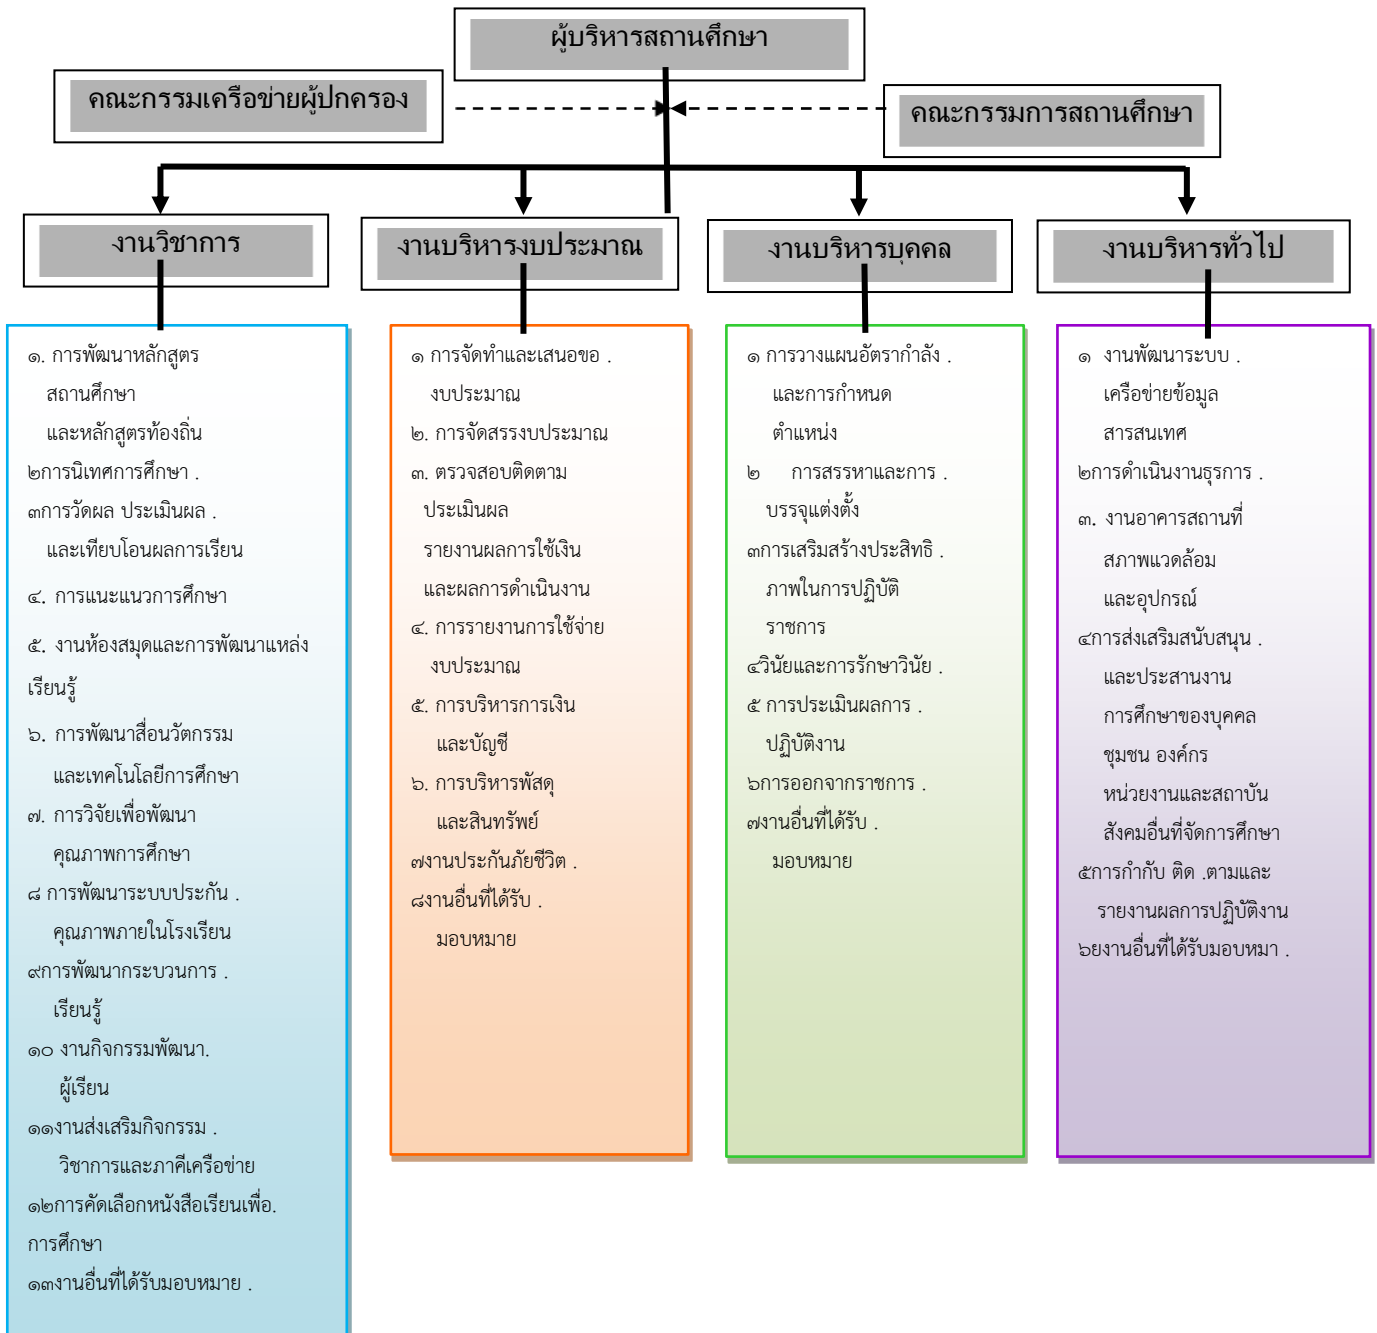 ผู้บริหารสถานศึกษา
คณะกรรมเครือข่ายผู้ปกครอง
คณะกรรมการสถานศึกษา
งานวิชาการ
งานบริหารงบประมาณ
งานบริหารบุคคล
งานบริหารทั่วไป
๑. การพัฒนาหลักสูตร
สถานศึกษา
และหลักสูตรท้องถิ่น
๒การนิเทศการศึกษา .
๓การวัดผล ประเมินผล .
และเทียบโอนผลการเรียน
๔. การแนะแนวการศึกษา
๕. งานห้องสมุดและการพัฒนาแหล่ง
เรียนรู้
๖. การพัฒนาสื่อนวัตกรรม
และเทคโนโลยีการศึกษา
๗. การวิจัยเพื่อพัฒนา
คุณภาพการศึกษา
๘ การพัฒนาระบบประกัน .
คุณภาพภายในโรงเรียน
๙การพัฒนากระบวนการ .
เรียนรู้
๑๐ งานกิจกรรมพัฒนา.
ผู้เรียน
๑๑งานส่งเสริมกิจกรรม .
วิชาการและภาคีเครือข่าย
๑๒การคัดเลือกหนังสือเรียนเพื่อ.
การศึกษา
๑๓งานอื่นที่ได้รับมอบหมาย .
๑ การจัดทำและเสนอขอ .
งบประมาณ
๒. การจัดสรรงบประมาณ
๓. ตรวจสอบติดตาม
ประเมินผล
รายงานผลการใช้เงิน
และผลการดำเนินงาน
๔. การรายงานการใช้จ่าย
งบประมาณ
๕. การบริหารการเงิน
และบัญชี
๖. การบริหารพัสดุ
และสินทรัพย์
๗งานประกันภัยชีวิต .
๘งานอื่นที่ได้รับ .
มอบหมาย
๑ การวางแผนอัตรากำลัง .
และการกำหนด
ตำแหน่ง
๒ การสรรหาและการ .
บรรจุแต่งตั้ง
๓การเสริมสร้างประสิทธิ .
ภาพในการปฏิบัติ
ราชการ
๔วินัยและการรักษาวินัย .
๕ การประเมินผลการ .
ปฏิบัติงาน
๖การออกจากราชการ .
๗งานอื่นที่ได้รับ .
มอบหมาย
๑ งานพัฒนาระบบ .
เครือข่ายข้อมูล
สารสนเทศ
๒การดำเนินงานธุรการ .
๓. งานอาคารสถานที่
สภาพแวดล้อม
และอุปกรณ์
๔การส่งเสริมสนับสนุน .
และประสานงาน
การศึกษาของบุคคล
ชุมชน องค์กร
หน่วยงานและสถาบัน
สังคมอื่นที่จัดการศึกษา
๕การกำกับ ติด .ตามและ
รายงานผลการปฏิบัติงาน
๖ยงานอื่นที่ได้รับมอบหมา .